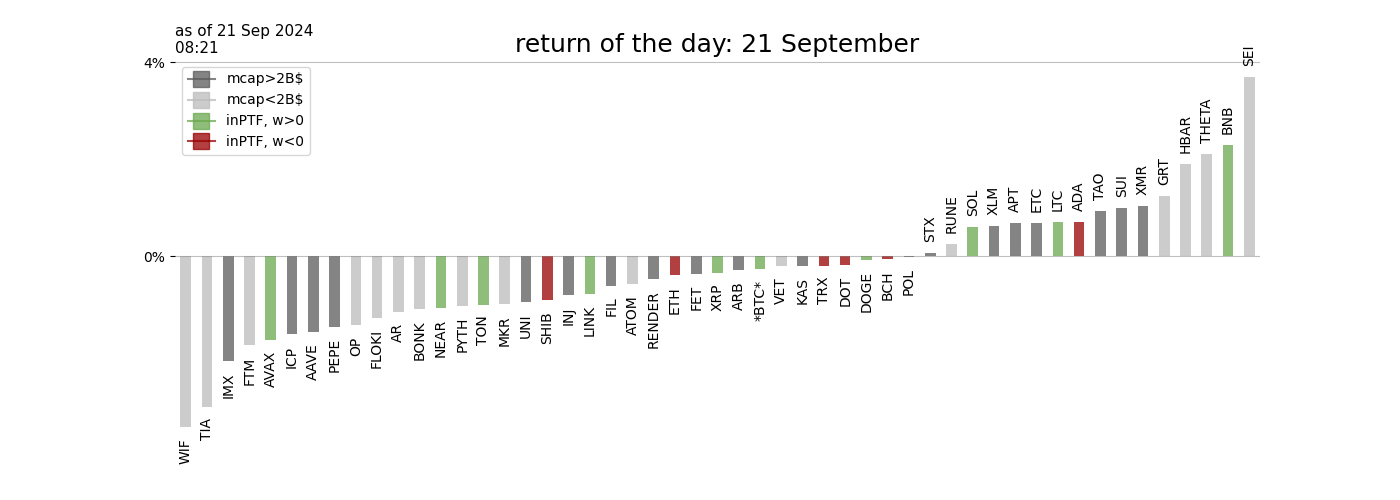 as of 21 Sep 2024
08:21
return of the day: 21 September
4%
0%
mcap>2B$
mcap<2B$
inPTF, w>0
inPTF, w<0
WIF
TIA
IMX
FTM
AVAX
ICP
AAVE
PEPE
OP
FLOKI
AR
BONK
NEAR
PYTH
TON
MKR
UNI
SHIB
INJ
LINK
FIL
ATOM
RENDER
ETH
FET
XRP
ARB
*BTC*
VET
KAS
TRX
DOT
DOGE
BCH
POL
STX
RUNE
SOL
XLM
APT
ETC
LTC
ADA
TAO
SUI
XMR
GRT
HBAR
THETA
BNB
SEI